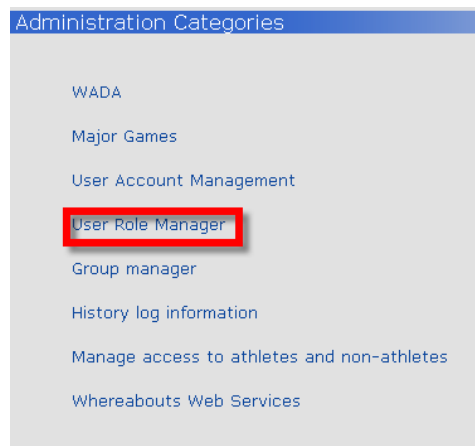 Administration Categories
WADA
Major Games
User Account Management
User Role Manager
Group manager
History log information
Manage access to athletes and non-athletes
Whereabouts Web Services